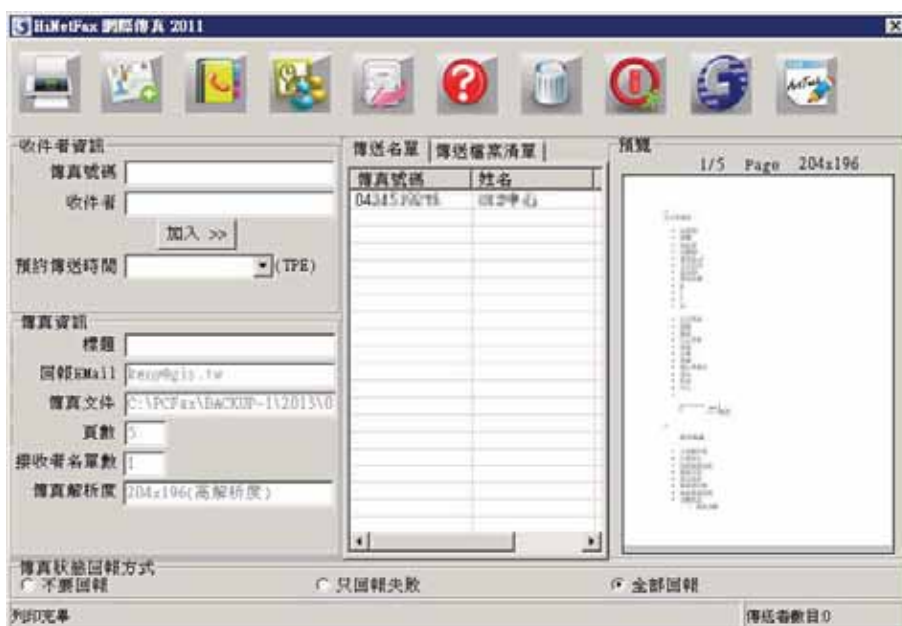 HiNetFax 網際傳真 2011
收件者資訊
傳真號碼
收件者
加入 >>
預約傳送時間 (TPE)
傳真資訊
標題
回報EMail
傳真文件 C:\PCFax\BACKUP~1\2013\0
頁數 5
接收者名單數 1
傳真解析度 204x196(高解析度)
傳送名單 傳送檔案清單
傳真號碼 姓名
預覽
1/5 Page 204x196
傳真狀態回報方式
不要回報 只回報失敗 全部回報
列印完畢 傳送者數目:0